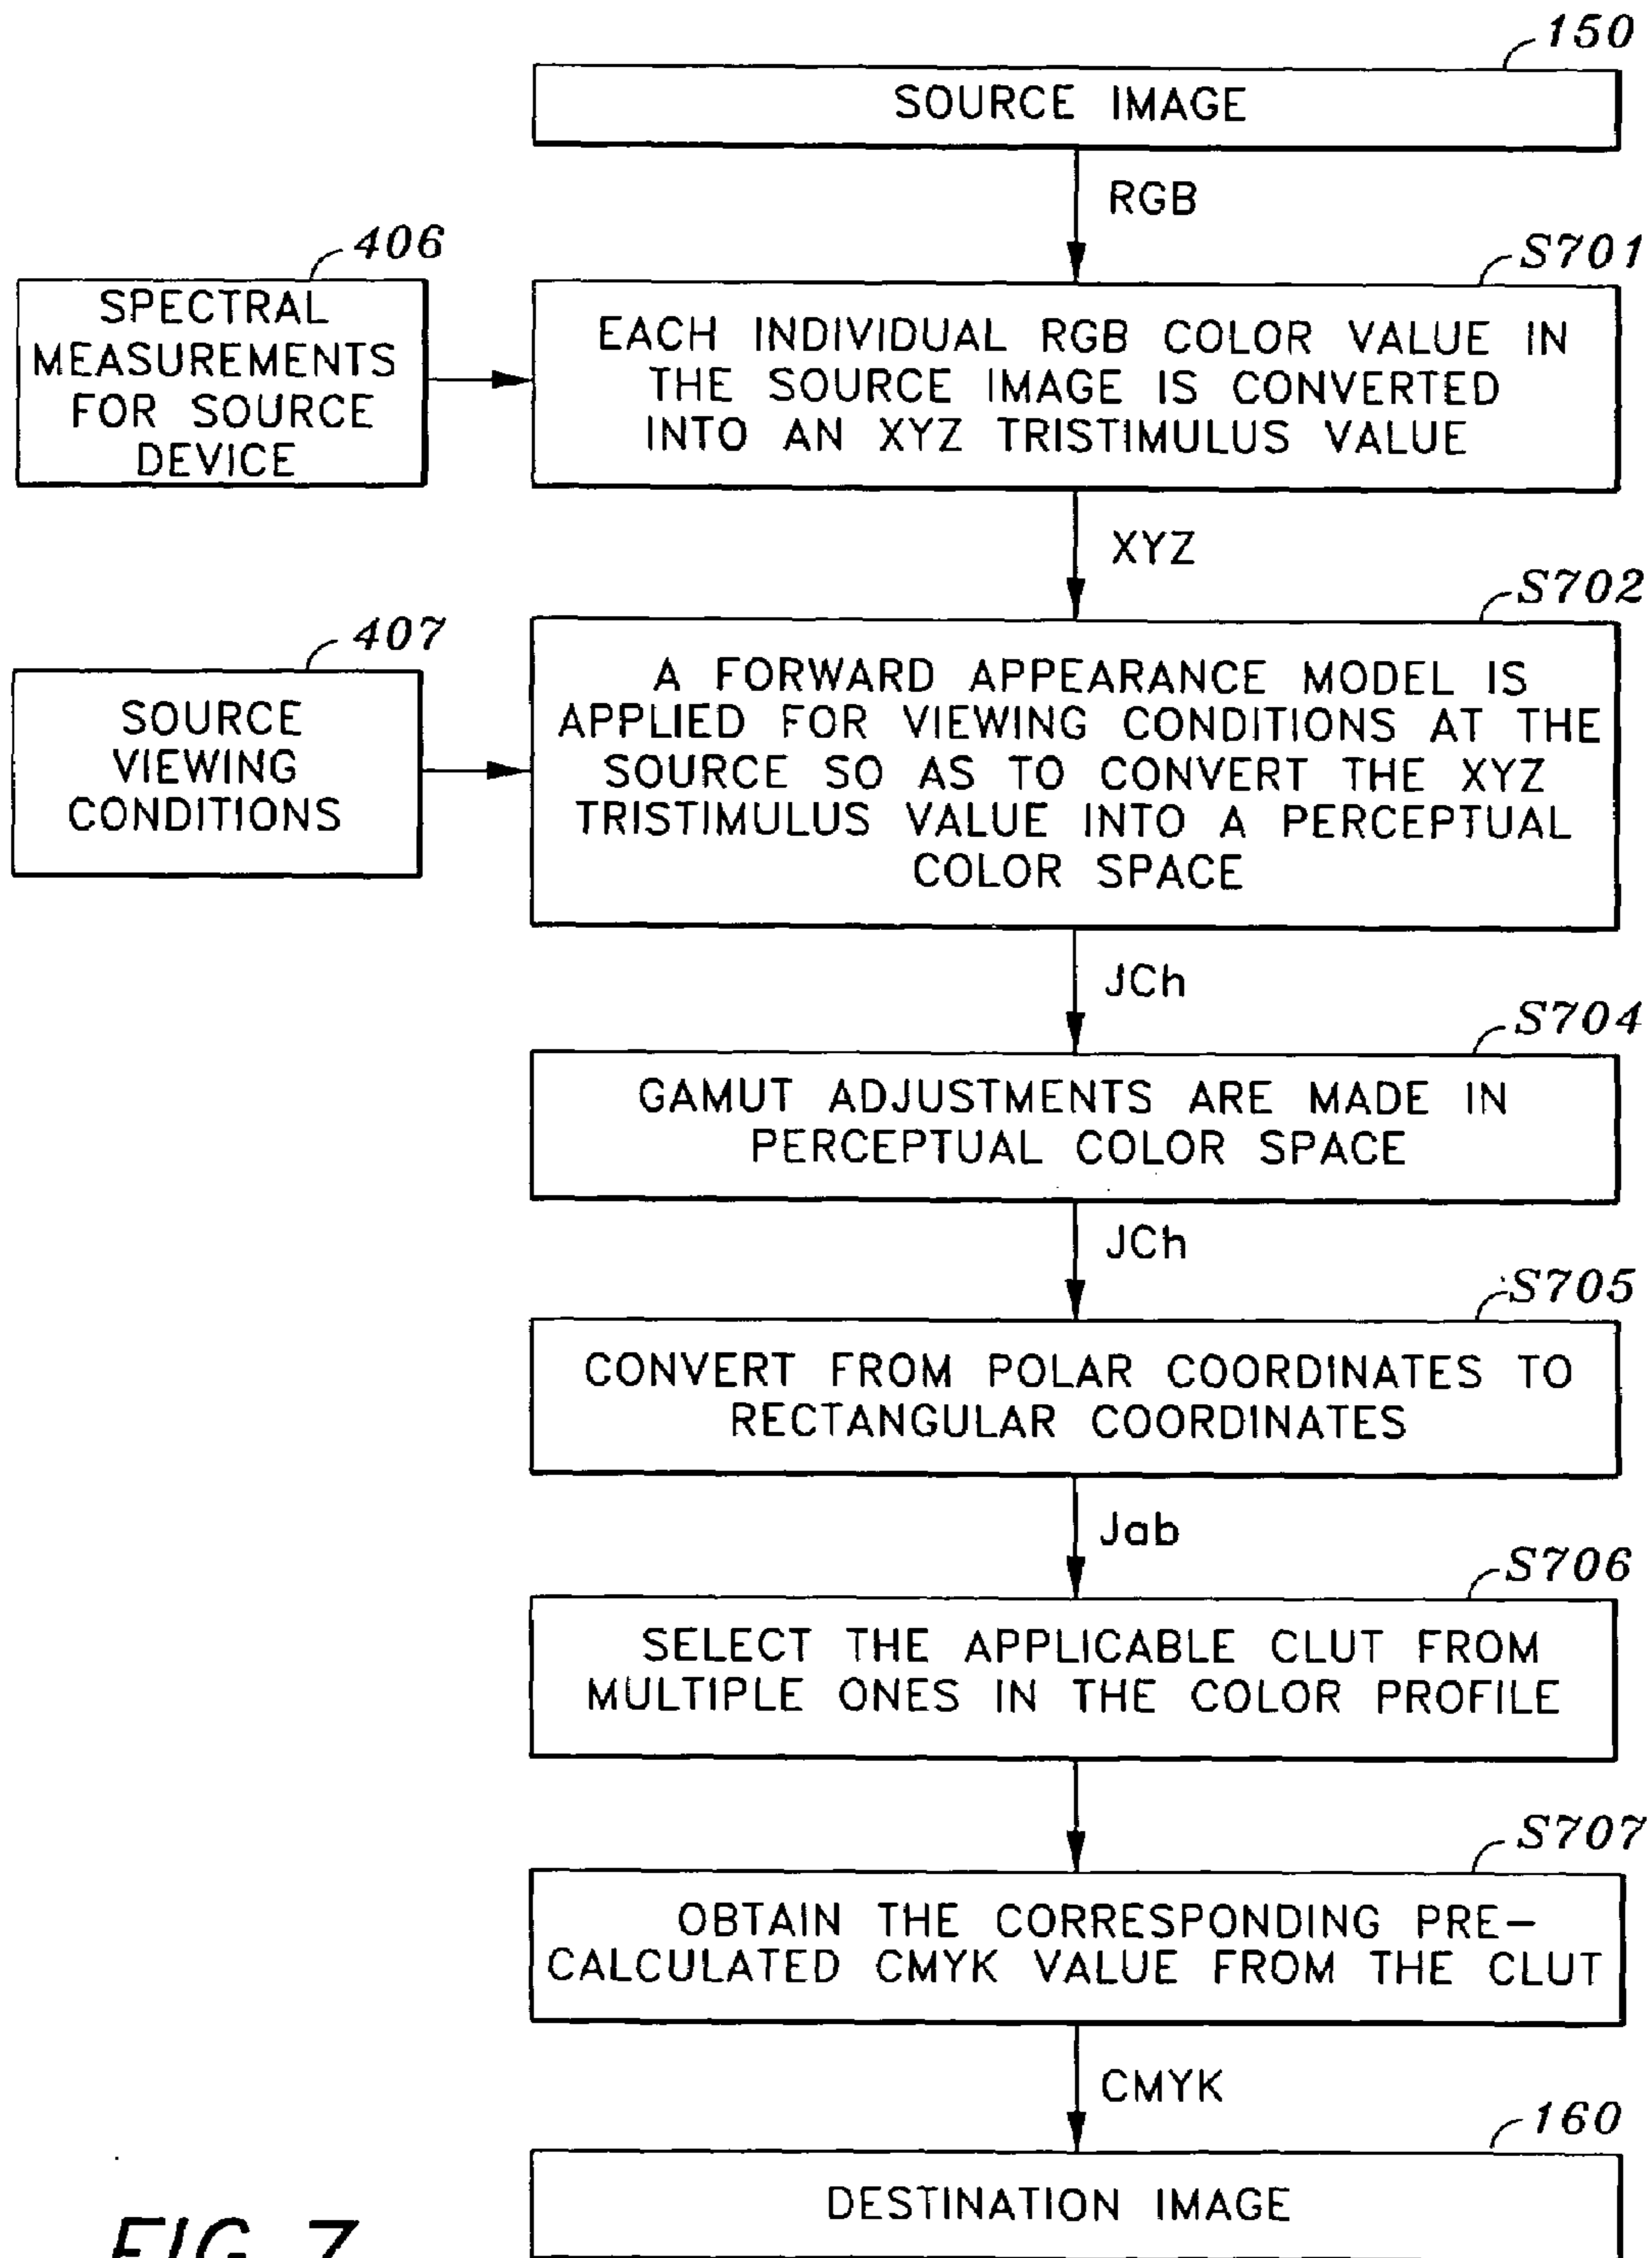 150
SOURCE IMAGE
RGB
406
SPECTRAL
MEASUREMENTS
FOR SOURCE
DEVICE
S701
EACH INDIVIDUAL RGB COLOR VALUE IN
THE SOURCE IMAGE IS CONVERTED
INTO AN XYZ TRISTIMULUS VALUE
XYZ
407
SOURCE
VIEWING
CONDITIONS
S702
A FORWARD APPEARANCE MODEL IS
APPLIED FOR VIEWING CONDITIONS AT THE
SOURCE SO AS TO CONVERT THE XYZ
TRISTIMULUS VALUE INTO A PERCEPTUAL
COLOR SPACE
JCh
S704
GAMUT ADJUSTMENTS ARE MADE IN
PERCEPTUAL COLOR SPACE
JCh
S705
CONVERT FROM POLAR COORDINATES TO
RECTANGULAR COORDINATES
Jab
S706
SELECT THE APPLICABLE CLUT FROM
MULTIPLE ONES IN THE COLOR PROFILE
S707
OBTAIN THE CORRESPONDING PRE-
CALCULATED CMYK VALUE FROM THE CLUT
CMYK
160
DESTINATION IMAGE
FIG. 7